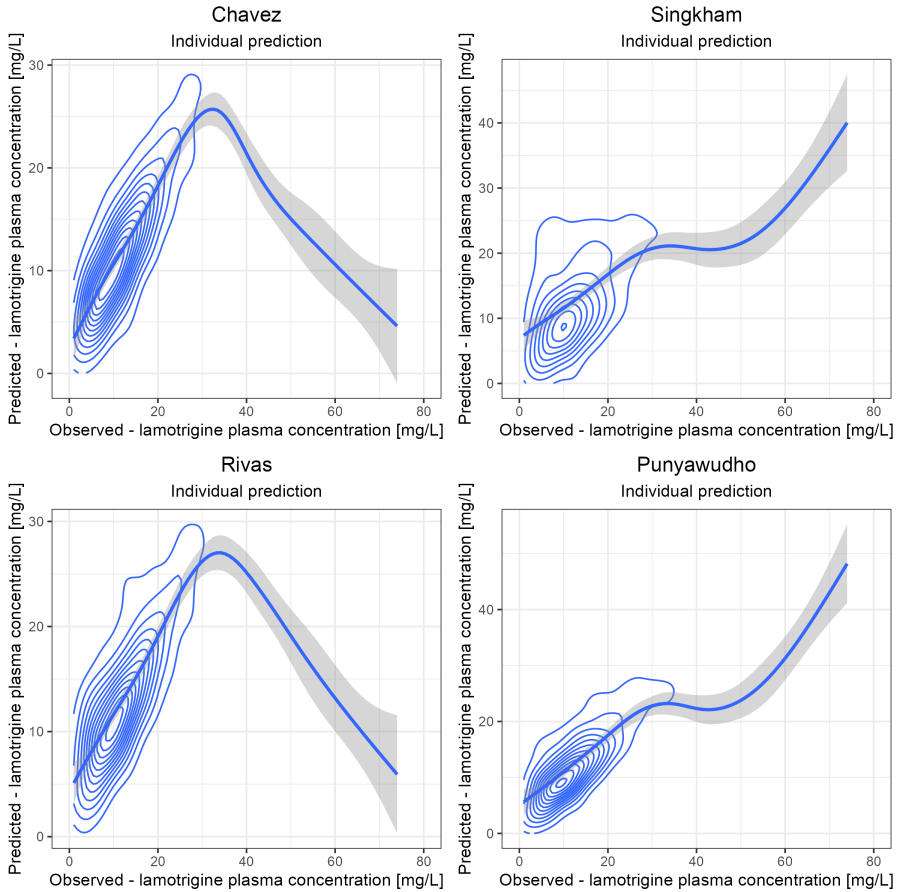 Chavez
Individual prediction
Predicted - lamotrigine plasma concentration [mg/L]
30
20
10
0
0 20 40 60 80
Observed - lamotrigine plasma concentration [mg/L]
Singkham
Individual prediction
Predicted - lamotrigine plasma concentration [mg/L]
40
30
20
10
0
0 20 40 60 80
Observed - lamotrigine plasma concentration [mg/L]
Rivas
Individual prediction
Predicted - lamotrigine plasma concentration [mg/L]
30
20
10
0
0 20 40 60 80
Observed - lamotrigine plasma concentration [mg/L]
Punyawudho
Individual prediction
Predicted - lamotrigine plasma concentration [mg/L]
40
20
0
0 20 40 60 80
Observed - lamotrigine plasma concentration [mg/L]